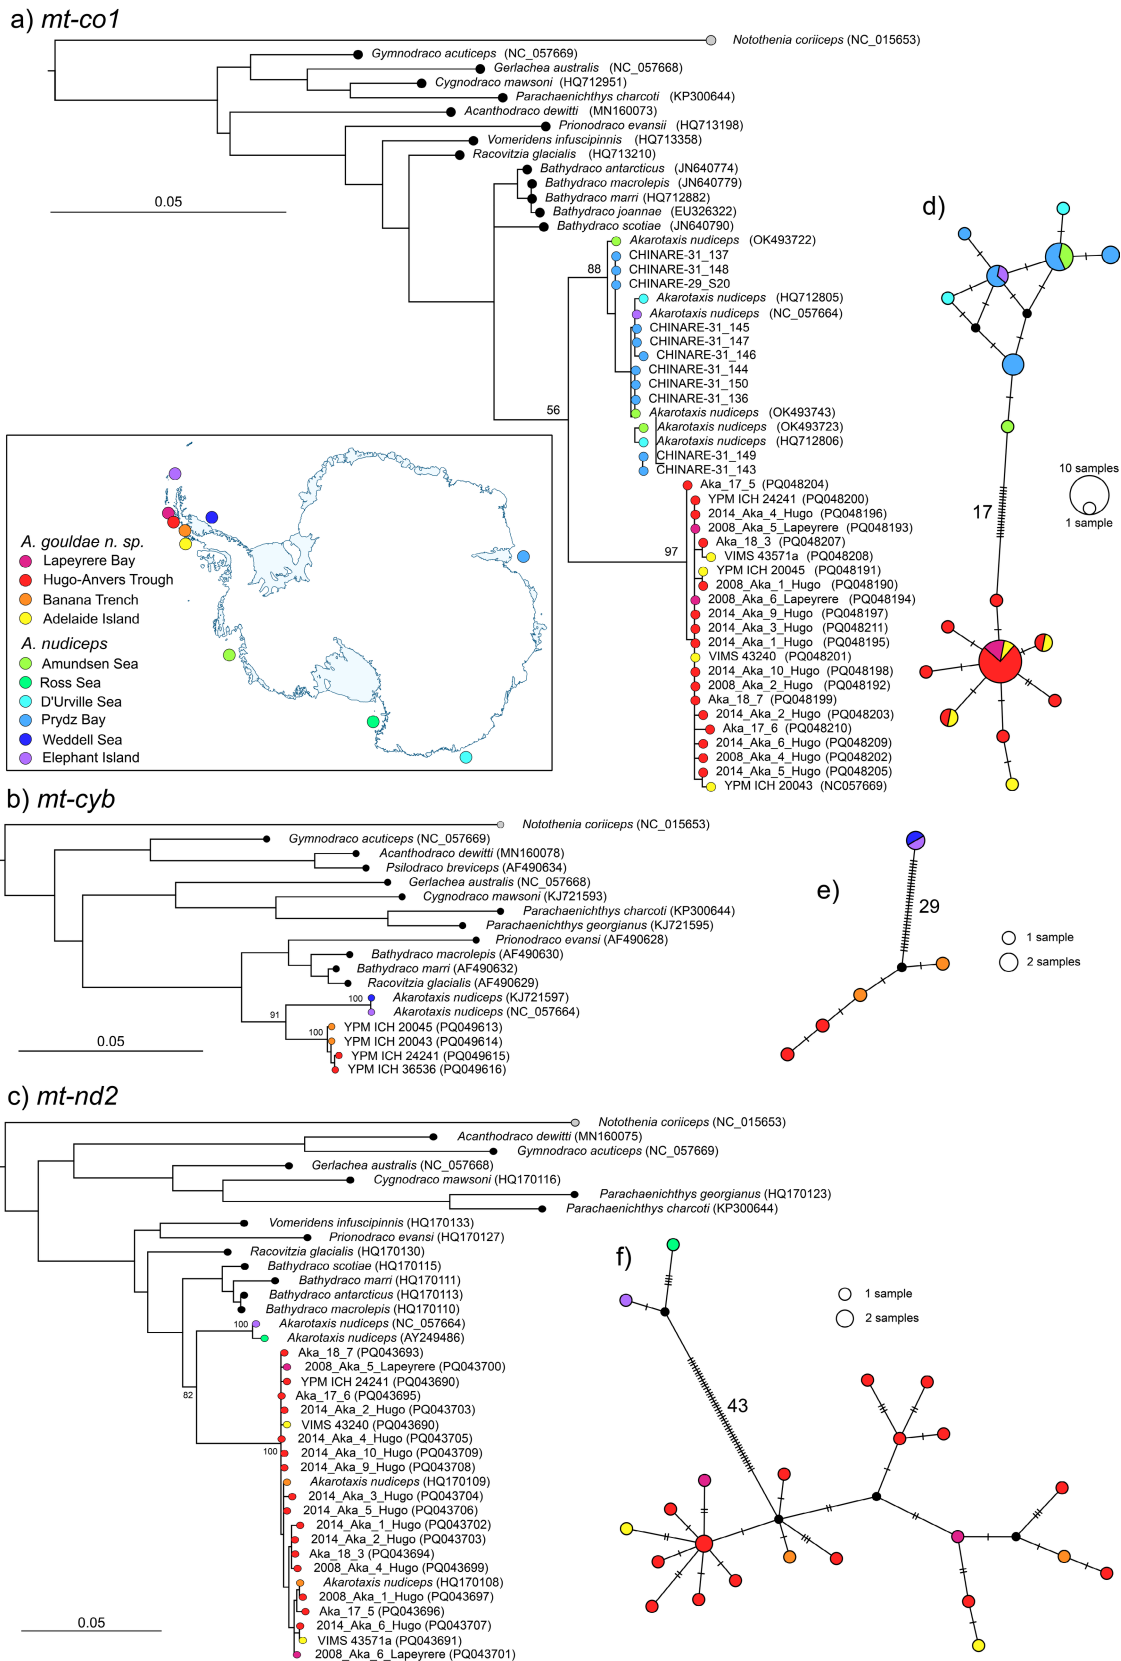 a) mt-co1
Notothenia coriiceps (NC_015653)
Gymnodraco acuticeps (NC_057669)
Gerlachea australis (NC_057668)
Cygnodraco mawsoni (HQ712951)
Parachaenichthys charcoti (KP300644)
Acanthodraco dewitti (MN160073)
Prionodraco evansii (HQ713198)
Vomeridens infuscipinnis (HQ713358)
Racovitzia glacialis (HQ713210)
Bathydraco antarcticus (JN640774)
Bathydraco macrolepis (JN640779)
Bathydraco marri (HQ712882)
Bathydraco joannae (EU326322)
Bathydraco scotiae (JN640790)
0.05
Akarotaxis nudiceps (OK493722)
CHINARE-31_137
88
CHINARE-31_148
CHINARE-29_S20
Akarotaxis nudiceps (HQ712805)
Akarotaxis nudiceps (NC_057664)
CHINARE-31_145
CHINARE-31_147
CHINARE-31_146
CHINARE-31_144
CHINARE-31_150
CHINARE-31_136
56
Akarotaxis nudiceps (OK493743)
Akarotaxis nudiceps (OK493723)
Akarotaxis nudiceps (HQ712806)
CHINARE-31_149
CHINARE-31_143
Aka_17_5 (PQ048204)
YPM ICH 24241 (PQ048200)
2014_Aka_4_Hugo (PQ048196)
2008_Aka_5_Lapeyrere (PQ048193)
Aka_18_3 (PQ048207)
97
VIMS 43571a (PQ048208)
YPM ICH 20045 (PQ048191)
2008_Aka_1_Hugo (PQ048190)
2008_Aka_6_Lapeyrere (PQ048194)
2014_Aka_9_Hugo (PQ048197)
2014_Aka_3_Hugo (PQ048211)
2014_Aka_1_Hugo (PQ048195)
VIMS 43240 (PQ048201)
2014_Aka_10_Hugo (PQ048198)
2008_Aka_2_Hugo (PQ048192)
Aka_18_7 (PQ048199)
2014_Aka_2_Hugo (PQ048203)
Aka_17_6 (PQ048210)
2014_Aka_6_Hugo (PQ048209)
2008_Aka_4_Hugo (PQ048202)
2014_Aka_5_Hugo (PQ048205)
YPM ICH 20043 (NC057669)
A. gouldae n. sp.
Lapeyrere Bay
Hugo-Anvers Trough
Banana Trench
Adelaide Island
A. nudiceps
Amundsen Sea
Ross Sea
D'Urville Sea
Prydz Bay
Weddell Sea
Elephant Island
d)
10 samples
1 sample
17
b) mt-cyb
Notothenia coriiceps (NC_015653)
Gymnodraco acuticeps (NC_057669)
Acanthodraco dewitti (MN160078)
Psilodraco breviceps (AF490634)
Gerlachea australis (NC_057668)
Cygnodraco mawsoni (KJ721593)
Parachaenichthys charcoti (KP300644)
Parachaenichthys georgianus (KJ721595)
Prionodraco evansi (AF490628)
Bathydraco macrolepis (AF490630)
Bathydraco marri (AF490632)
Racovitzia glacialis (AF490629)
100
Akarotaxis nudiceps (KJ721597)
Akarotaxis nudiceps (NC_057664)
91
YPM ICH 20045 (PQ049613)
100
YPM ICH 20043 (PQ049614)
YPM ICH 24241 (PQ049615)
YPM ICH 36536 (PQ049616)
0.05
e)
29
1 sample
2 samples
c) mt-nd2
Notothenia coriiceps (NC_015653)
Acanthodraco dewitti (MN160075)
Gymnodraco acuticeps (NC_057669)
Gerlachea australis (NC_057668)
Cygnodraco mawsoni (HQ170116)
Parachaenichthys georgianus (HQ170123)
Parachaenichthys charcoti (KP300644)
Vomeridens infuscipinnis (HQ170133)
Prionodraco evansi (HQ170127)
Racovitzia glacialis (HQ170130)
Bathydraco scotiae (HQ170115)
Bathydraco marri (HQ170111)
Bathydraco antarcticus (HQ170113)
Bathydraco macrolepis (HQ170110)
100
Akarotaxis nudiceps (NC_057664)
Akarotaxis nudiceps (AY249486)
Aka_18_7 (PQ043693)
2008_Aka_5_Lapeyrere (PQ043700)
YPM ICH 24241 (PQ043690)
82
Aka_17_6 (PQ043695)
2014_Aka_2_Hugo (PQ043703)
VIMS 43240 (PQ043690)
2014_Aka_4_Hugo (PQ043705)
100
2014_Aka_10_Hugo (PQ043709)
2014_Aka_9_Hugo (PQ043708)
Akarotaxis nudiceps (HQ170109)
2014_Aka_3_Hugo (PQ043704)
2014_Aka_5_Hugo (PQ043706)
2014_Aka_1_Hugo (PQ043702)
2014_Aka_2_Hugo (PQ043703)
Aka_18_3 (PQ043694)
2008_Aka_4_Hugo (PQ043699)
Akarotaxis nudiceps (HQ170108)
2008_Aka_1_Hugo (PQ043697)
Aka_17_5 (PQ043696)
2014_Aka_6_Hugo (PQ043707)
VIMS 43571a (PQ043691)
2008_Aka_6_Lapeyrere (PQ043701)
0.05
f)
1 sample
2 samples
43